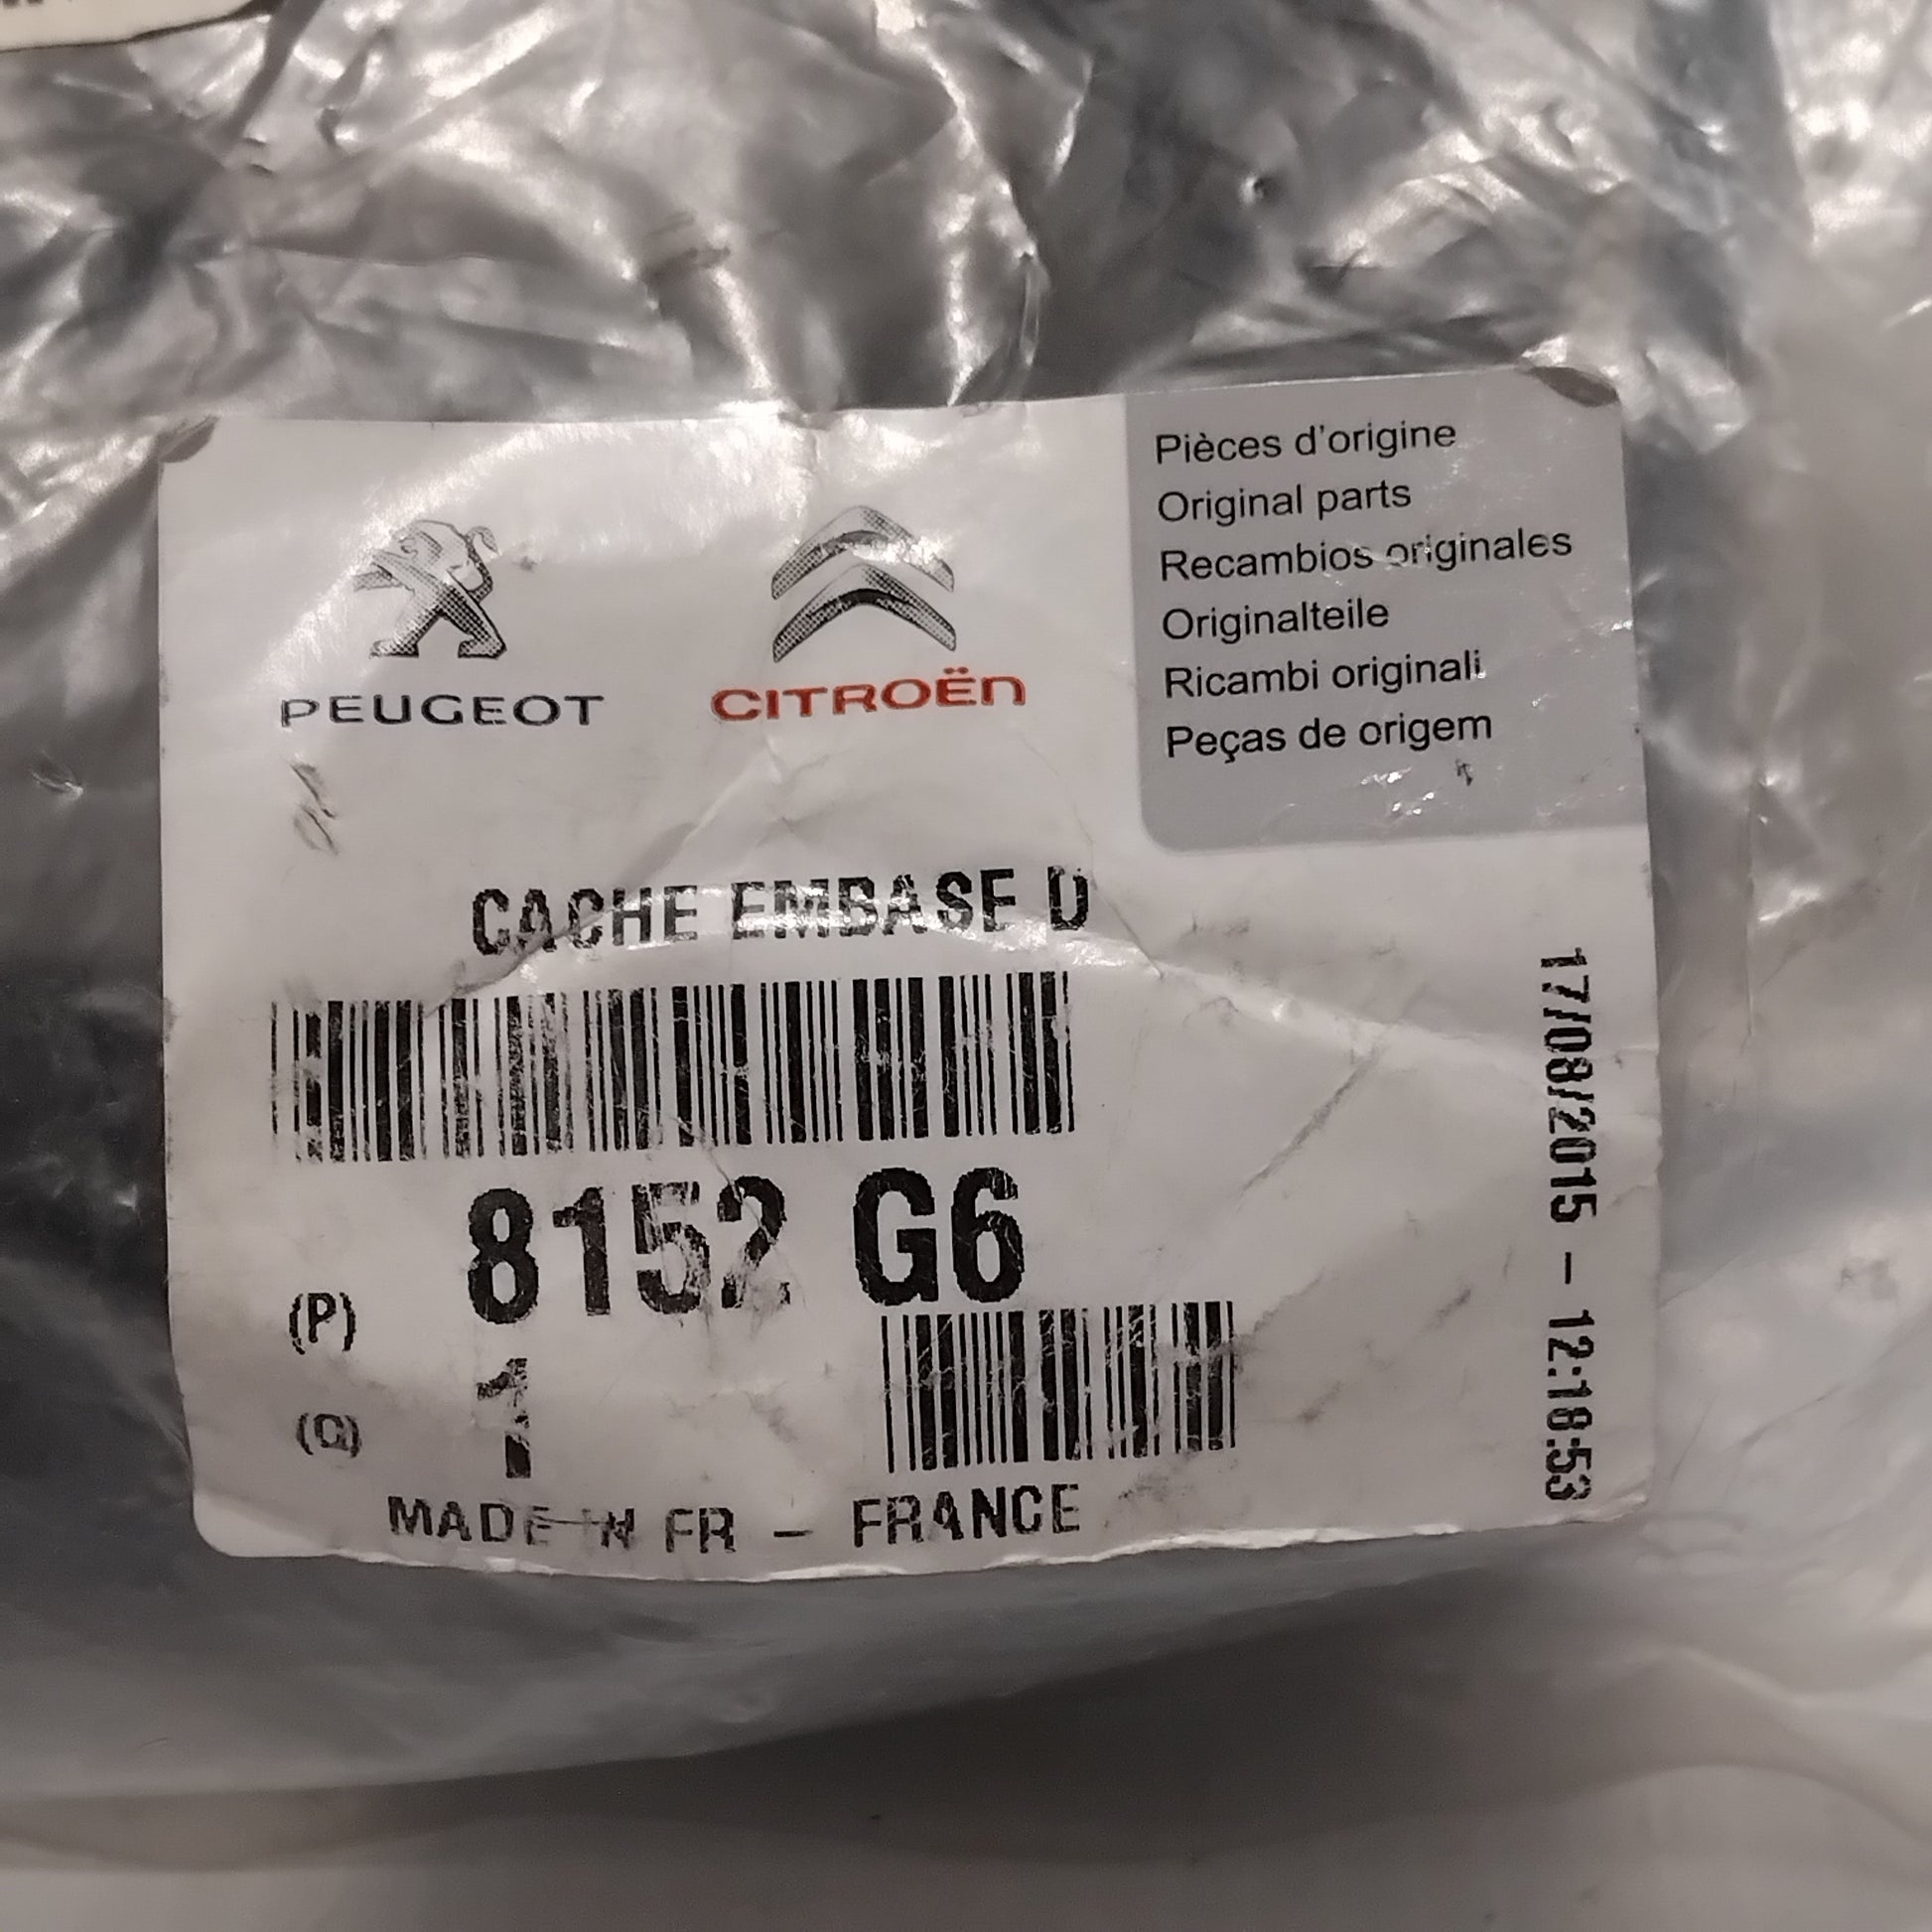 PEUGEOT
CITROËN
Pièces d'origine
Original parts
Recambios originales
Originalteile
Ricambi originali
Peças de origem
CACHE EMBASE D
(P) 8152 G6
(Q) 1
MADE IN FR - FRANCE
17/08/2015 - 12:18:53